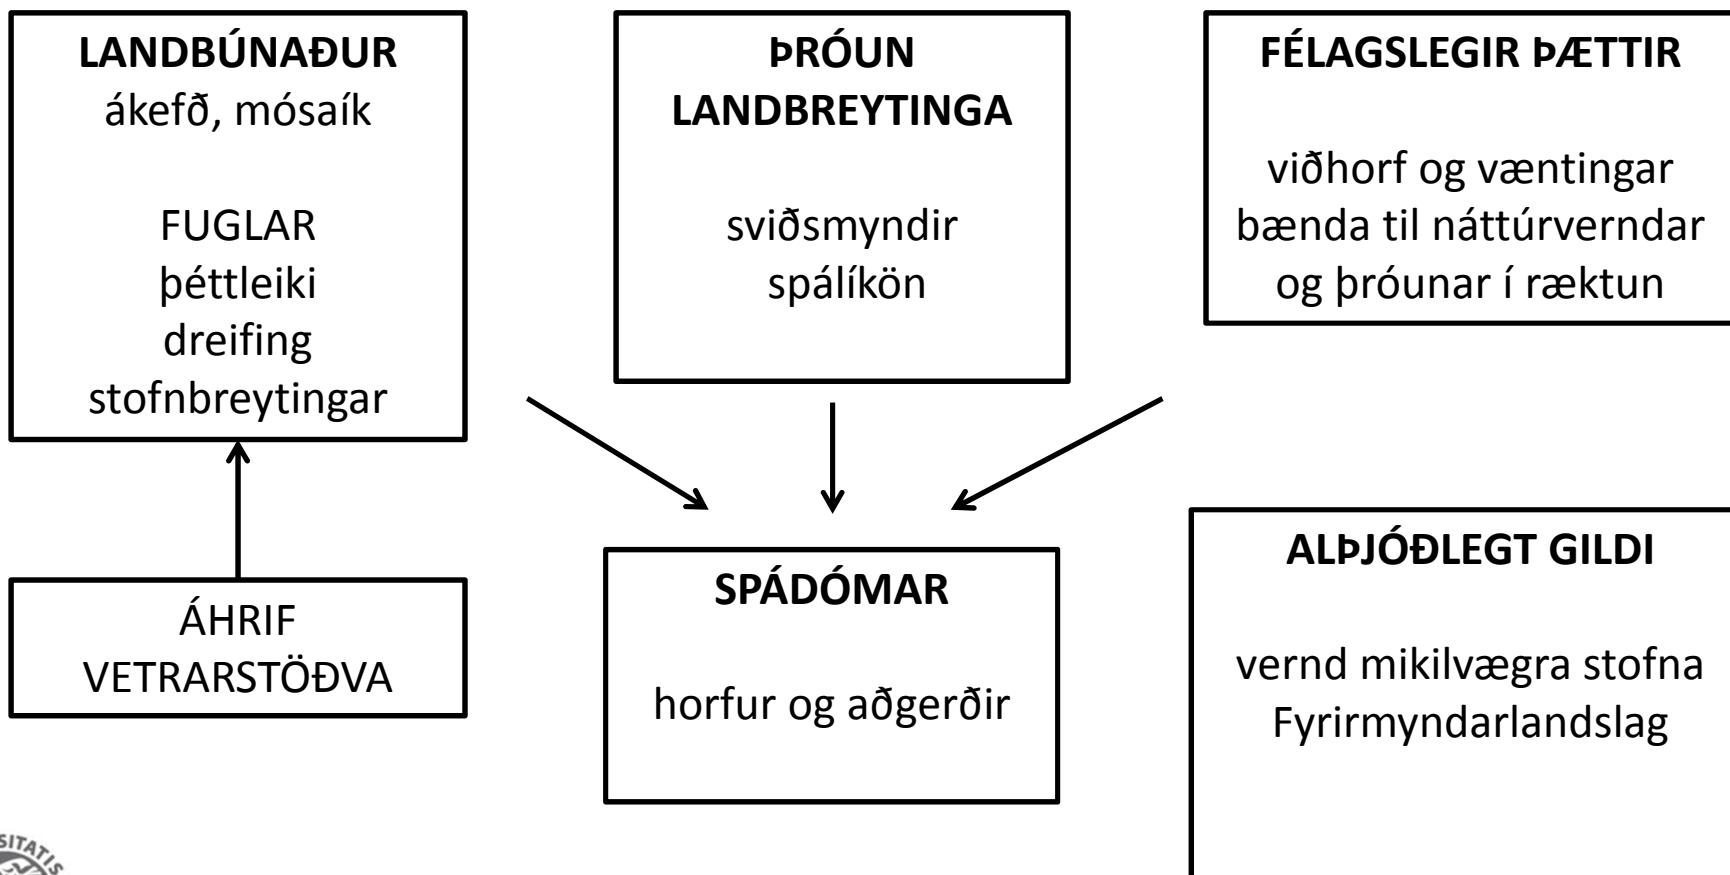 LANDBÚNAÐUR
ákefð, mósaík
FUGLAR
þéttleiki
dreifing
stofnbreytingar
ÞRÓUN
LANDBREYTINGA
sviðsmyndir
spálíkön
FÉLAGSLEGIR ÞÆTTIR
viðhorf og væntingar
bænda til náttúrverndar
og þróunar í ræktun
ÁHRIF
VETRARSTÖÐVA
SPÁDÓMAR
horfur og aðgerðir
ALÞJÓÐLEGT GILDI
vernd mikilvægra stofna
Fyrirmyndarlandslag
SITATIS